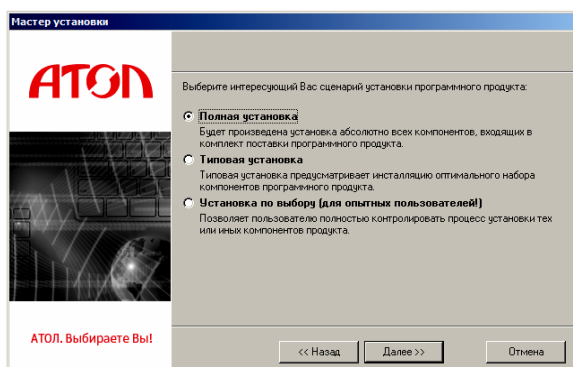 Мастер установки
АТОЛ
Выберите интересующий Вас сценарий установки программного продукта:
Полная установка
Будет произведена установка абсолютно всех компонентов, входящих в
комплект поставки программного продукта.
Типовая установка
Типовая установка предусматривает инсталляцию оптимального набора
компонентов программного продукта.
Установка по выбору (для опытных пользователей!)
Позволяет пользователю полностью контролировать процесс установки тех
или иных компонентов продукта.
АТОЛ. Выбираете Вы!
<< Назад
Далее >>
Отмена